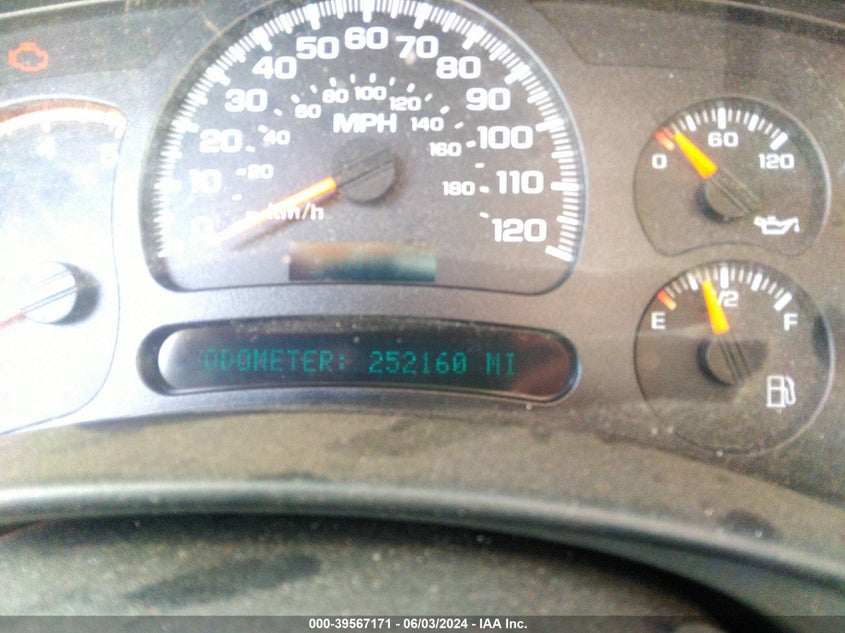 0 10 20 30 40 50 60 70 80 90 100 110 120
20 40 60 80 100 120 140 160 180
MPH
km/h
4 5
0 60 120
E 1/2 F
ODOMETER: 252160 MI
000-39567171 - 06/03/2024 - IAA Inc.